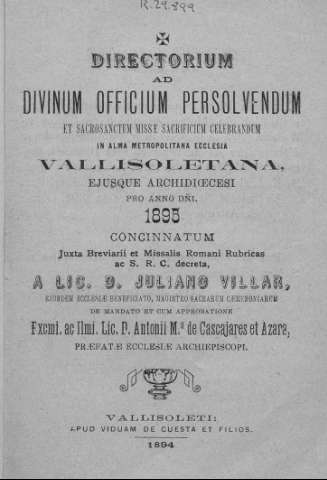 R.29.899
DIRECTORIUM
AD
DIVINUM OFFICIUM PERSOLVENDUM
ET SACROSANCTUM MISSÆ SACRIFICIUM CELEBRANDUM
IN ALMA METROPOLITANA ECCLESIA
VALLISOLETANA,
EJUSQUE ARCHIDIŒCESI
PRO ANNO DÑI.
1895
CONCINNATUM
Juxta Breviarii et Missalis Romani Rubricas
ac S. R. C. decreta,
A LIC. D. JULIANO VILLAR,
EJUSDEM ECCLESIÆ BENEFICIATO, MAGISTRO SACRARUM CÆREMONIARUM
DE MANDATO ET CUM APPROBATIONE
Excmi. ac Ilmi. Lic. D. Antonii M.ª de Cascajares et Azara,
PRÆFATÆ ECCLESIÆ ARCHIEPISCOPI.
VALLISOLETI:
APUD VIDUAM DE CUESTA ET FILIOS.
1894